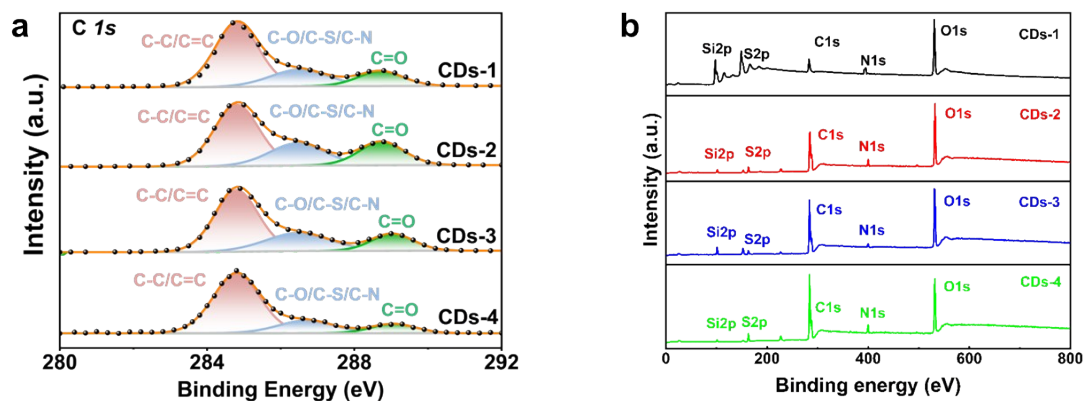 a
C 1s
C-C/C=C
C-O/C-S/C-N
C=O
CDs-1
C-C/C=C
C-O/C-S/C-N
C=O
CDs-2
C-C/C=C
C-O/C-S/C-N
C=O
CDs-3
C-C/C=C
C-O/C-S/C-N
C=O
CDs-4
280
284
288
292
Binding Energy (eV)
Intensity (a.u.)
b
Si2p
S2p
C1s
N1s
O1s
CDs-1
Si2p
S2p
C1s
N1s
O1s
CDs-2
Si2p
S2p
C1s
N1s
O1s
CDs-3
Si2p
S2p
C1s
N1s
O1s
CDs-4
0
200
400
600
800
Binding energy (eV)
Intensity (a.u.)